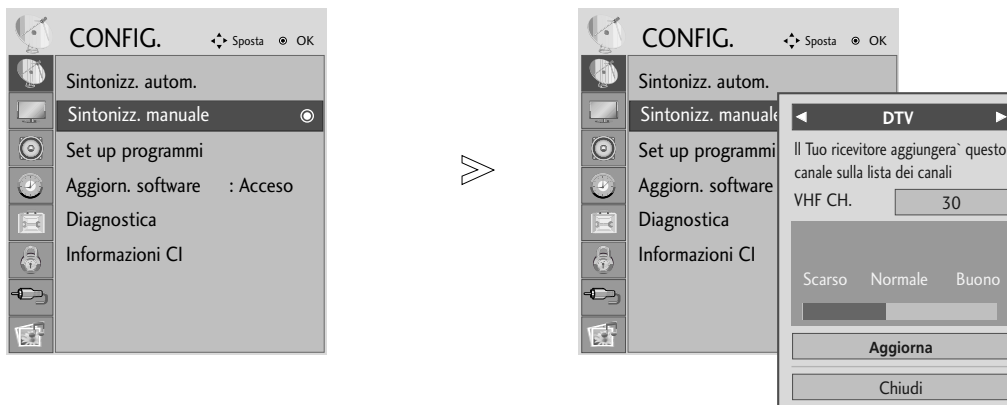 CONFIG. Sposta OK
Sintonizz. autom.
Sintonizz. manuale
Set up programmi
Aggiorn. software : Acceso
Diagnostica
Informazioni CI
CONFIG. Sposta OK
Sintonizz. autom.
Sintonizz. manuale
Set up programmi
Aggiorn. software
Diagnostica
Informazioni CI
◄ DTV ►
Il Tuo ricevitore aggiungera` questo
canale sulla lista dei canali
VHF CH. 30
Scarso Normale Buono
Aggiorna
Chiudi